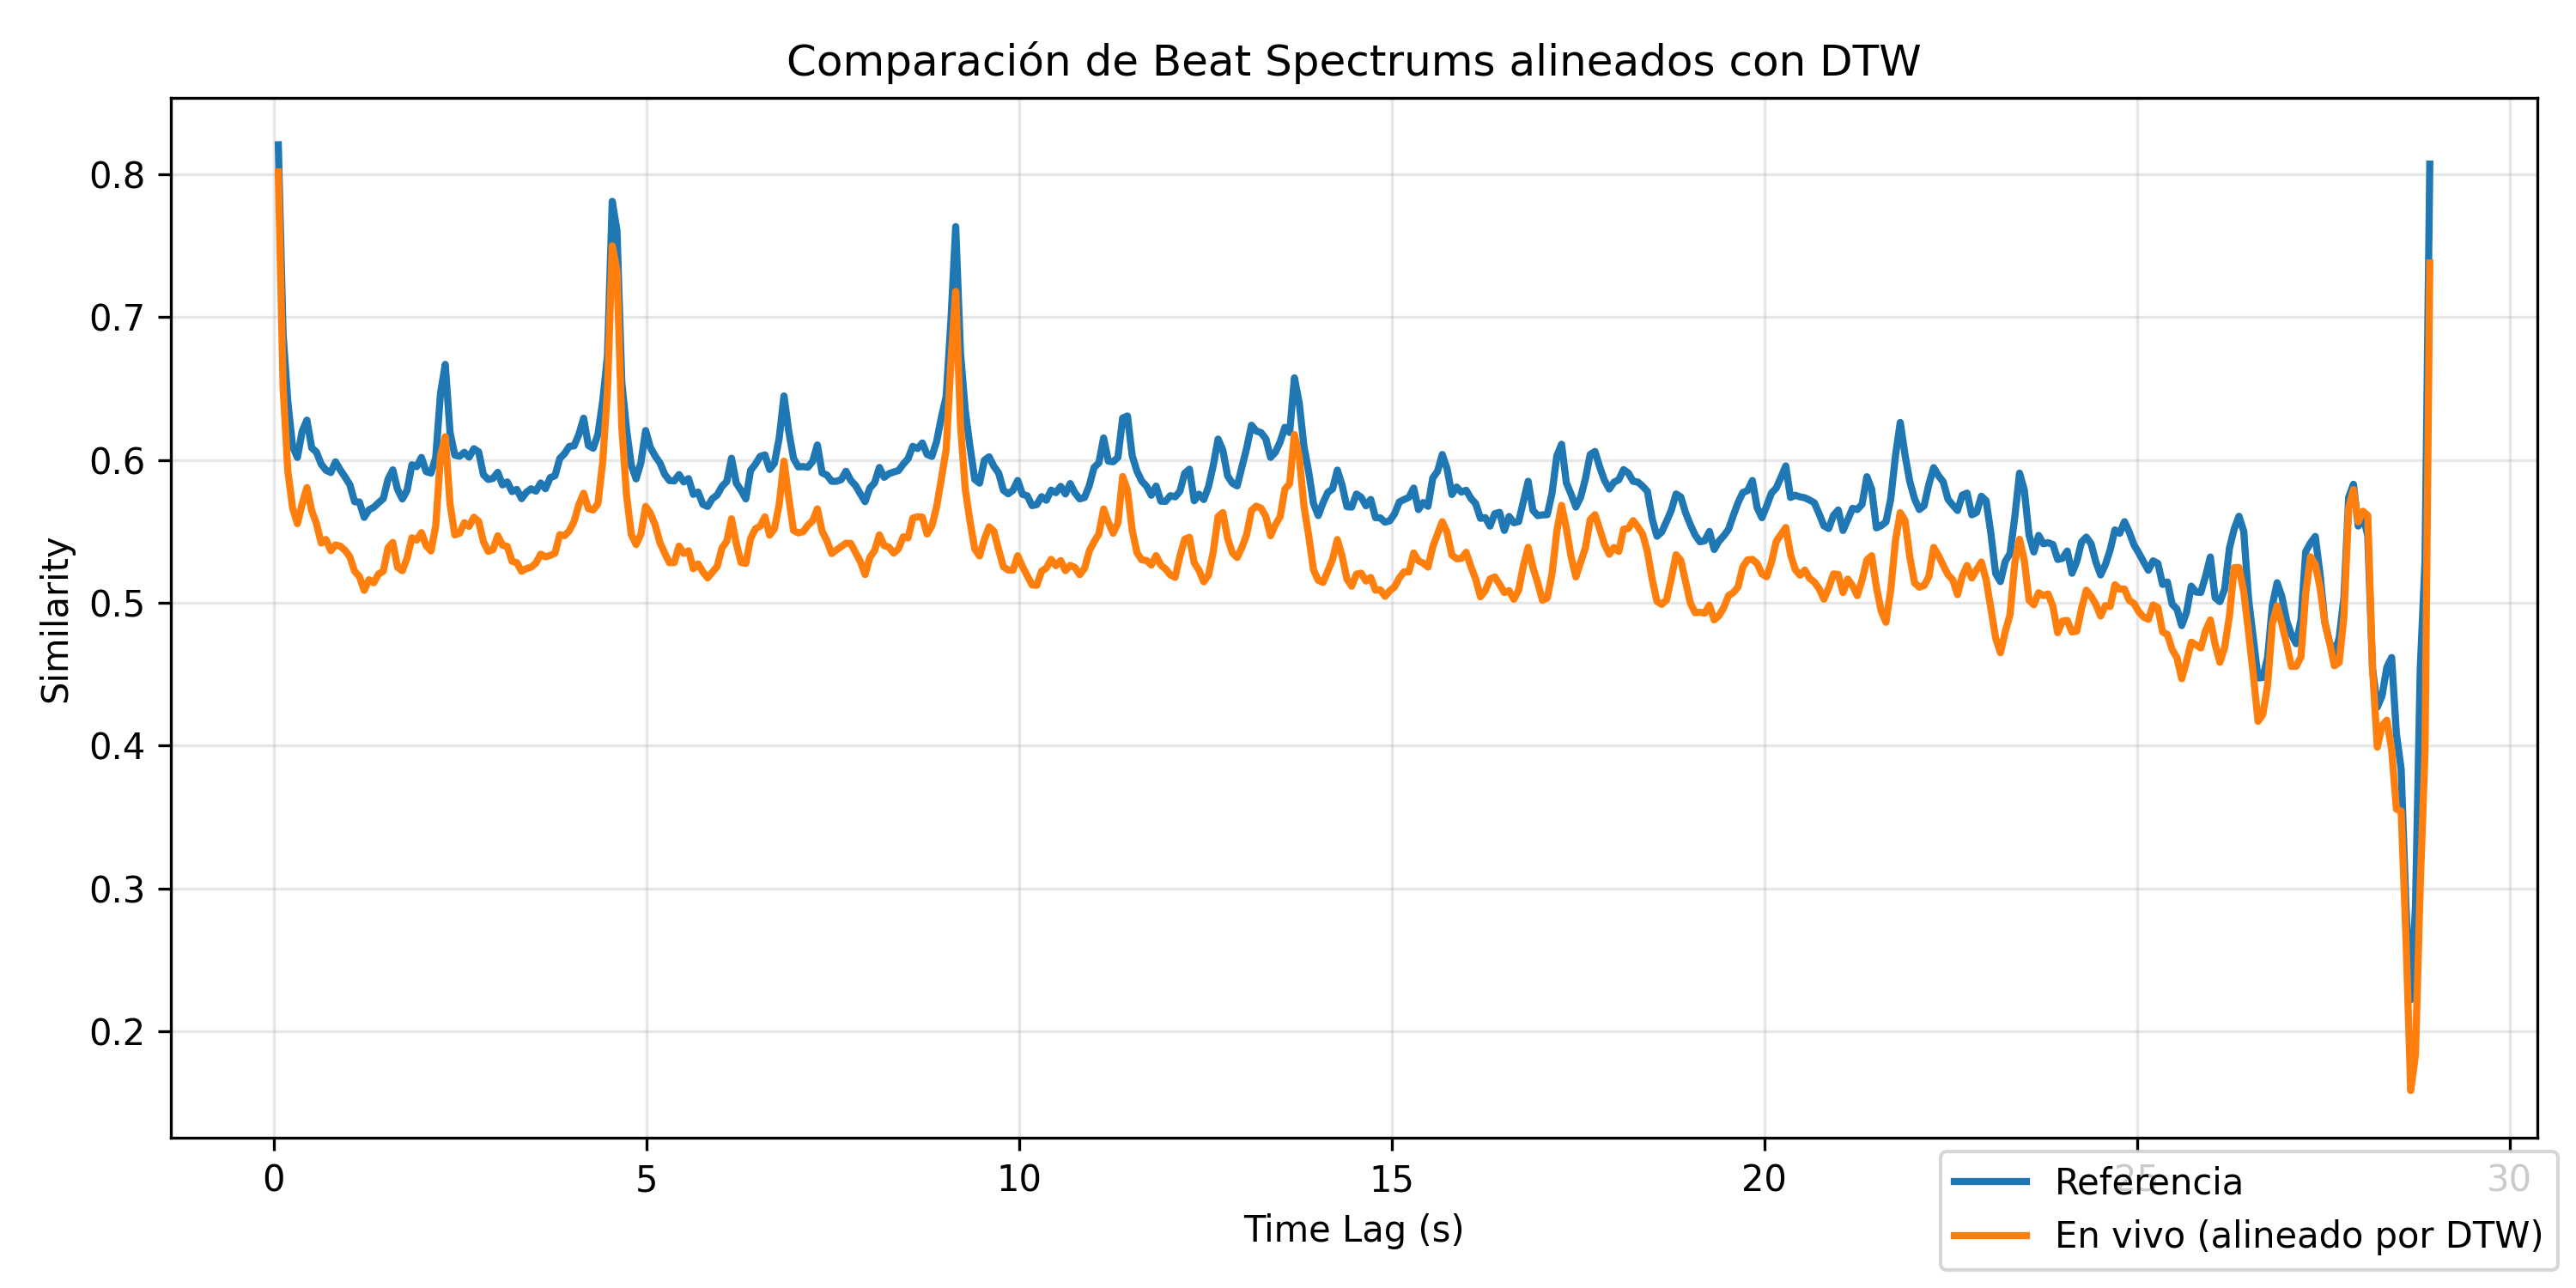 Comparación de Beat Spectrums alineados con DTW
Similarity
0.8
0.7
0.6
0.5
0.4
0.3
0.2
0 5 10 15 20 25 30
Time Lag (s)
Referencia
En vivo (alineado por DTW)